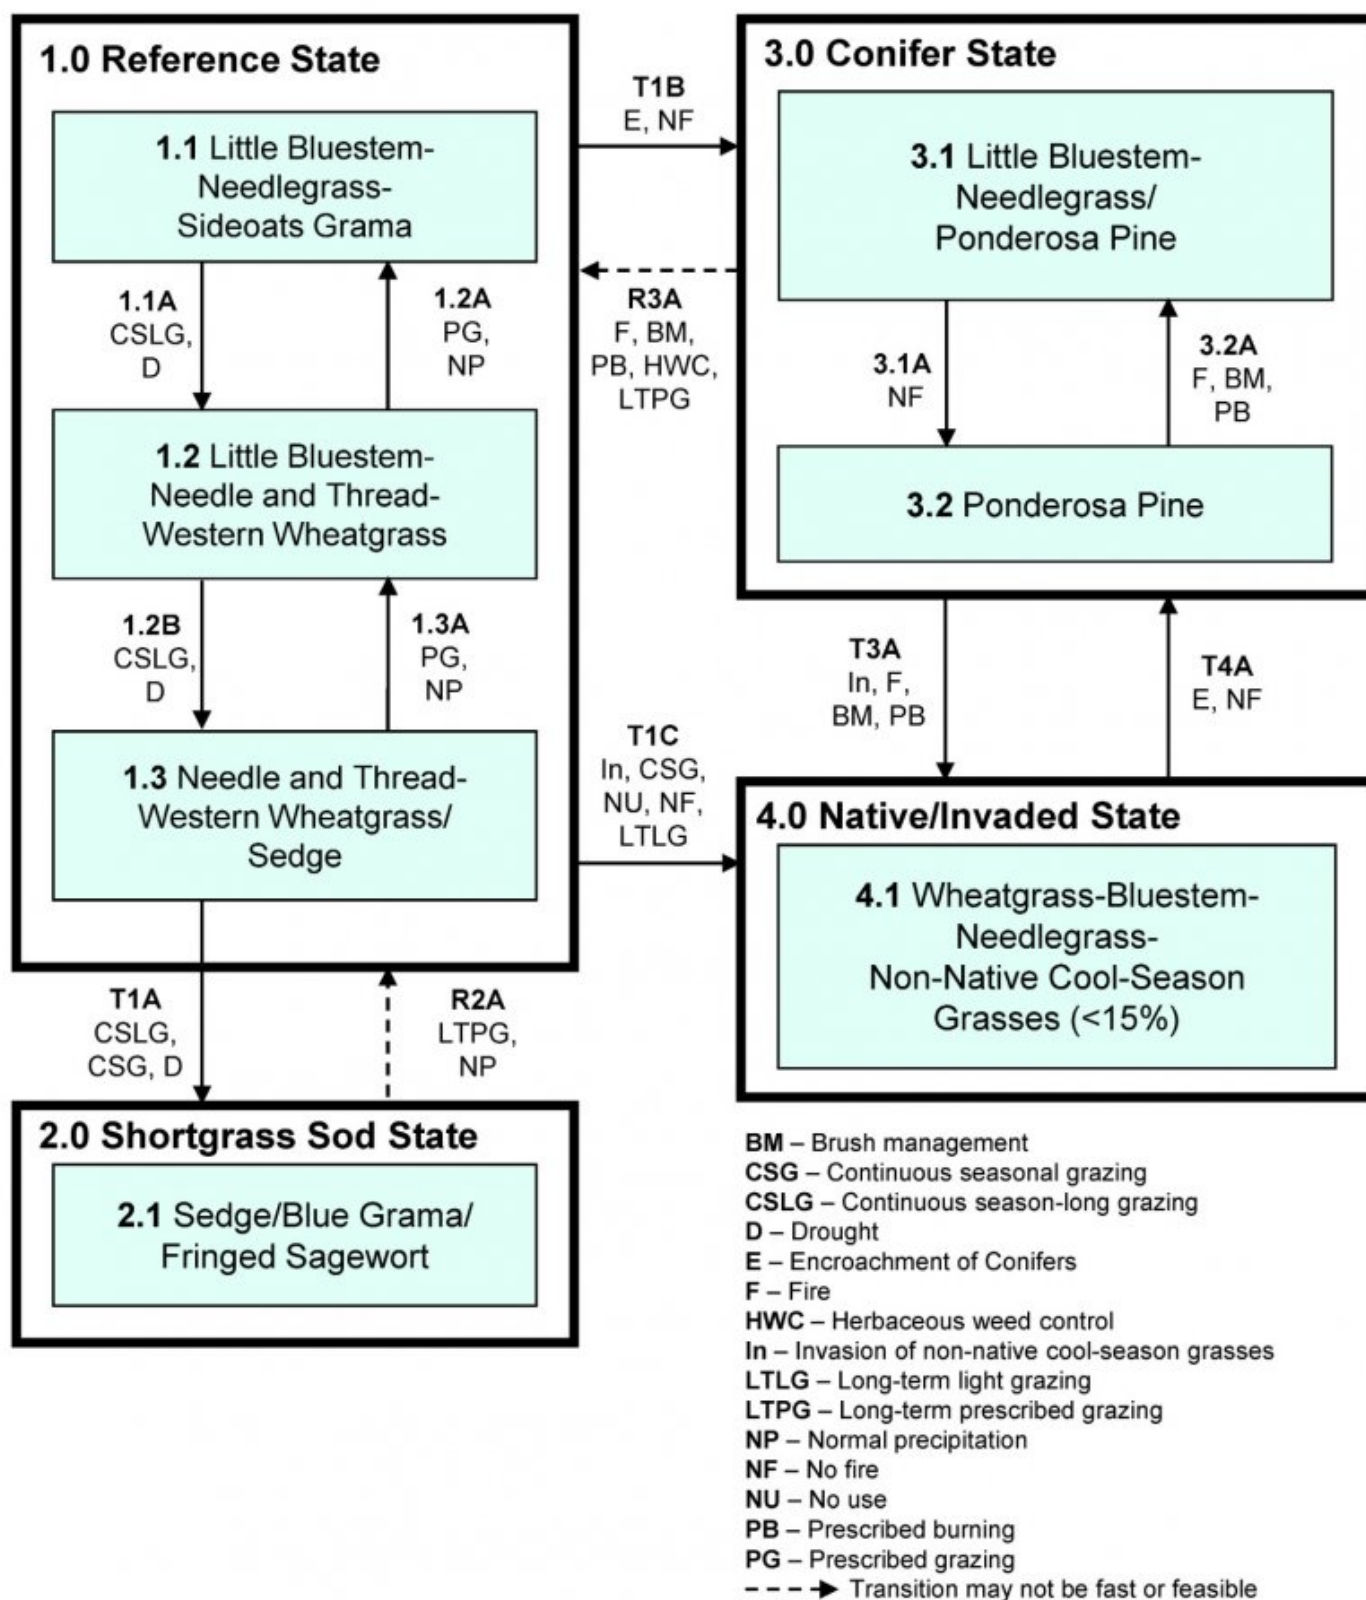 1.0 Reference State
1.1 Little Bluestem-
Needlegrass-
Sideoats Grama
1.1A
CSLG,
D
1.2A
PG,
NP
1.2 Little Bluestem-
Needle and Thread-
Western Wheatgrass
1.2B
CSLG,
D
1.3A
PG,
NP
1.3 Needle and Thread-
Western Wheatgrass/
Sedge
T1B
E, NF
R3A
F, BM,
PB, HWC,
LTPG
T1C
In, CSG,
NU, NF,
LTLG
3.0 Conifer State
3.1 Little Bluestem-
Needlegrass/
Ponderosa Pine
3.1A
NF
3.2A
F, BM,
PB
3.2 Ponderosa Pine
T3A
In, F,
BM, PB
T4A
E, NF
4.0 Native/Invaded State
4.1 Wheatgrass-Bluestem-
Needlegrass-
Non-Native Cool-Season
Grasses (<15%)
T1A
CSLG,
CSG, D
R2A
LTPG,
NP
2.0 Shortgrass Sod State
2.1 Sedge/Blue Grama/
Fringed Sagewort
BM – Brush management
CSG – Continuous seasonal grazing
CSLG – Continuous season-long grazing
D – Drought
E – Encroachment of Conifers
F – Fire
HWC – Herbaceous weed control
In – Invasion of non-native cool-season grasses
LTLG – Long-term light grazing
LTPG – Long-term prescribed grazing
NP – Normal precipitation
NF – No fire
NU – No use
PB – Prescribed burning
PG – Prescribed grazing
Transition may not be fast or feasible